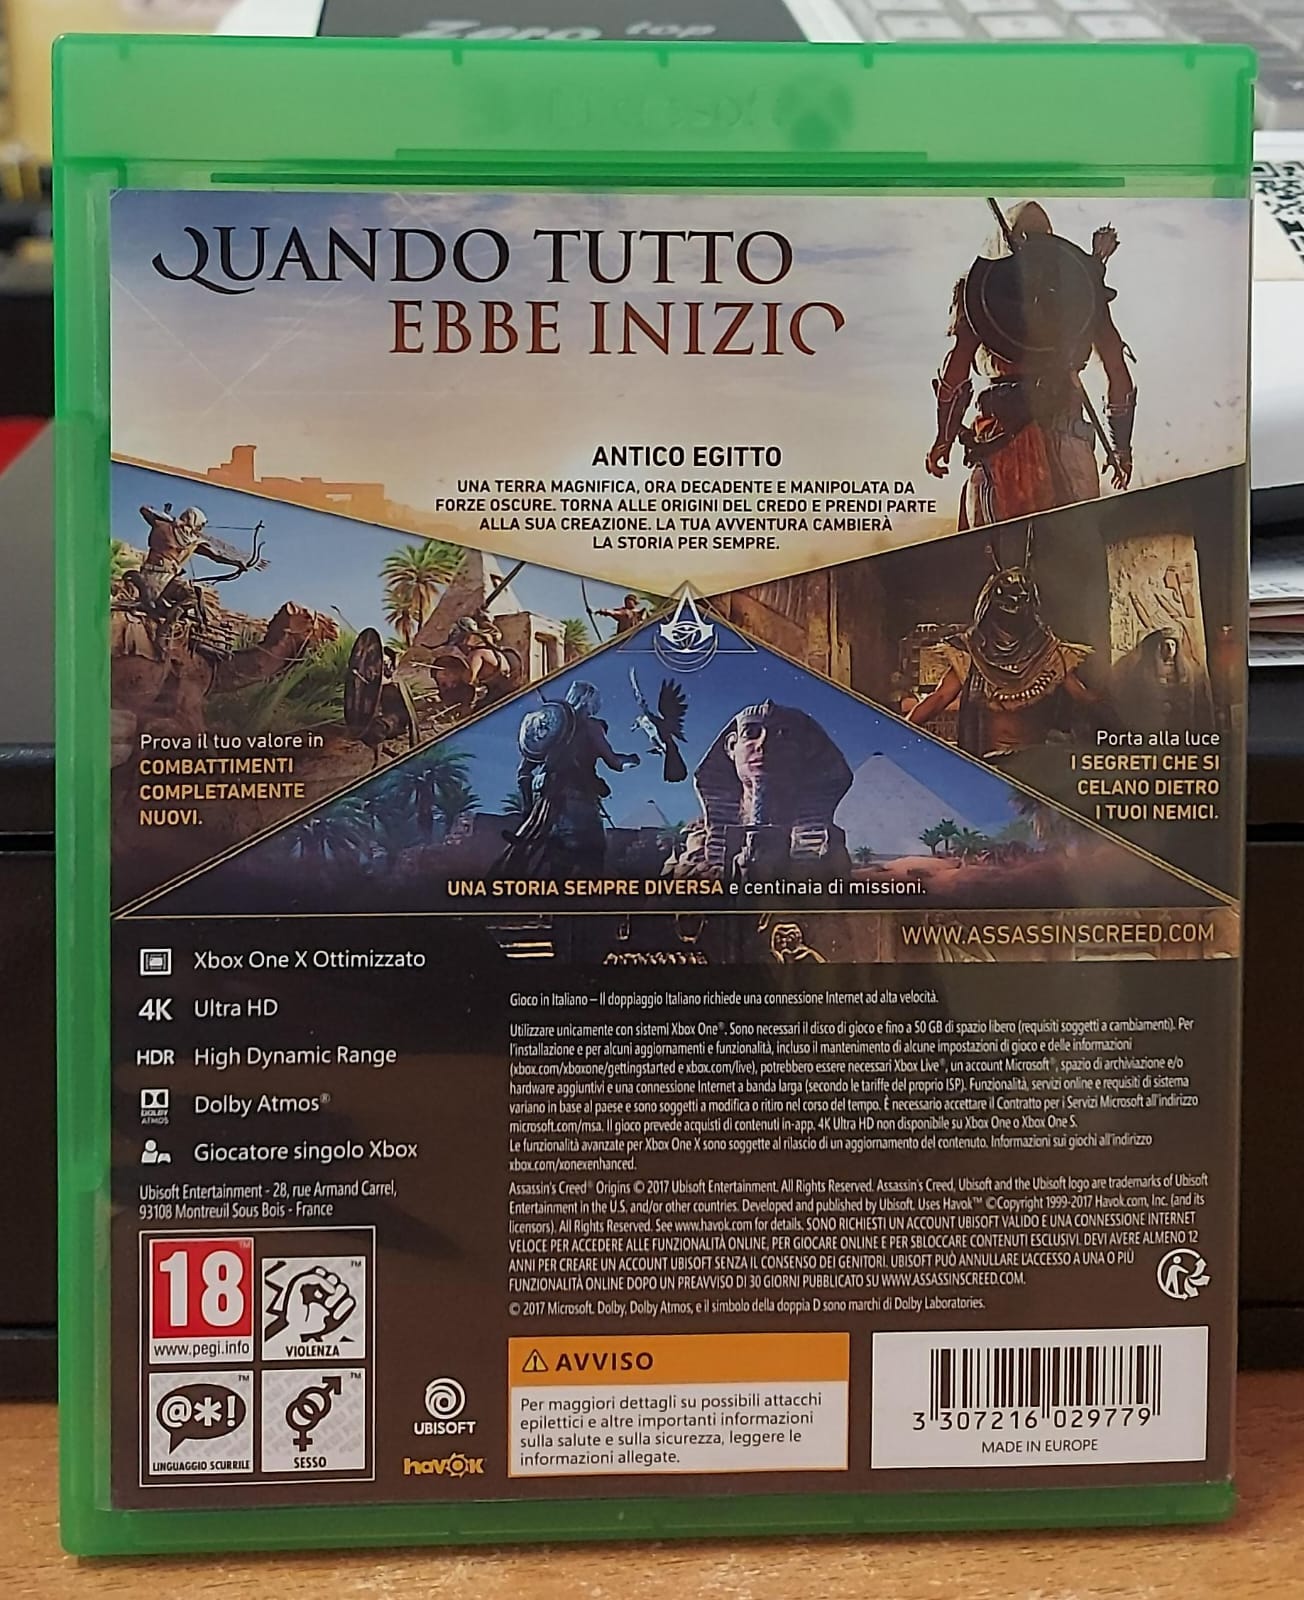 Zero top
QUANDO TUTTO
EBBE INIZIO
ANTICO EGITTO
UNA TERRA MAGNIFICA, ORA DECADENTE E MANIPOLATA DA
FORZE OSCURE. TORNA ALLE ORIGINI DEL CREDO E PRENDI PARTE
ALLA SUA CREAZIONE. LA TUA AVVENTURA CAMBIERÀ
LA STORIA PER SEMPRE.
Prova il tuo valore in
COMBATTIMENTI
COMPLETAMENTE
NUOVI.
Porta alla luce
I SEGRETI CHE SI
CELANO DIETRO
I TUOI NEMICI.
UNA STORIA SEMPRE DIVERSA e centinaia di missioni.
WWW.ASSASSINSCREED.COM
Xbox One X Ottimizzato
4K Ultra HD
HDR High Dynamic Range
DOLBY ATMOS Dolby Atmos®
Giocatore singolo Xbox
Ubisoft Entertainment - 28, rue Armand Carrel,
93108 Montreuil Sous Bois - France
Gioco in Italiano – Il doppiaggio Italiano richiede una connessione Internet ad alta velocità.
Utilizzare unicamente con sistemi Xbox One®. Sono necessari il disco di gioco e fino a 50 GB di spazio libero (requisiti soggetti a cambiamenti). Per
l'installazione e per alcuni aggiornamenti e funzionalità, incluso il mantenimento di alcune impostazioni di gioco e delle informazioni
(xbox.com/xboxone/gettingstarted e xbox.com/live), potrebbero essere necessari Xbox Live®, un account Microsoft®, spazio di archiviazione e/o
hardware aggiuntivi e una connessione Internet a banda larga (secondo le tariffe del proprio ISP). Funzionalità, servizi online e requisiti di sistema
variano in base al paese e sono soggetti a modifica o ritiro nel corso del tempo. È necessario accettare il Contratto per i Servizi Microsoft all'indirizzo
microsoft.com/msa. Il gioco prevede acquisti di contenuti in-app. 4K Ultra HD non disponibile su Xbox One o Xbox One S.
Le funzionalità avanzate per Xbox One X sono soggette al rilascio di un aggiornamento del contenuto. Informazioni sui giochi all'indirizzo
xbox.com/xonexenhanced.
Assassin's Creed® Origins © 2017 Ubisoft Entertainment. All Rights Reserved. Assassin's Creed, Ubisoft and the Ubisoft logo are trademarks of Ubisoft
Entertainment in the U.S. and/or other countries. Developed and published by Ubisoft. Uses Havok™ ©Copyright 1999-2017 Havok.com, Inc. (and its
licensors). All Rights Reserved. See www.havok.com for details. SONO RICHIESTI UN ACCOUNT UBISOFT VALIDO E UNA CONNESSIONE INTERNET
VELOCE PER ACCEDERE ALLE FUNZIONALITÀ ONLINE, PER GIOCARE ONLINE E PER SBLOCCARE CONTENUTI ESCLUSIVI. DEVI AVERE ALMENO 12
ANNI PER CREARE UN ACCOUNT UBISOFT SENZA IL CONSENSO DEI GENITORI. UBISOFT PUÒ ANNULLARE L'ACCESSO A UNA O PIÙ
FUNZIONALITÀ ONLINE DOPO UN PREAVVISO DI 30 GIORNI PUBBLICATO SU WWW.ASSASSINSCREED.COM.
© 2017 Microsoft. Dolby, Dolby Atmos, e il simbolo della doppia D sono marchi di Dolby Laboratories.
18™
www.pegi.info
™
VIOLENZA
™
@*!
LINGUAGGIO SCURRILE
™
SESSO
UBISOFT
havok
AVVISO
Per maggiori dettagli su possibili attacchi
epilettici e altre importanti informazioni
sulla salute e sulla sicurezza, leggere le
informazioni allegate.
3 307216 029779
MADE IN EUROPE